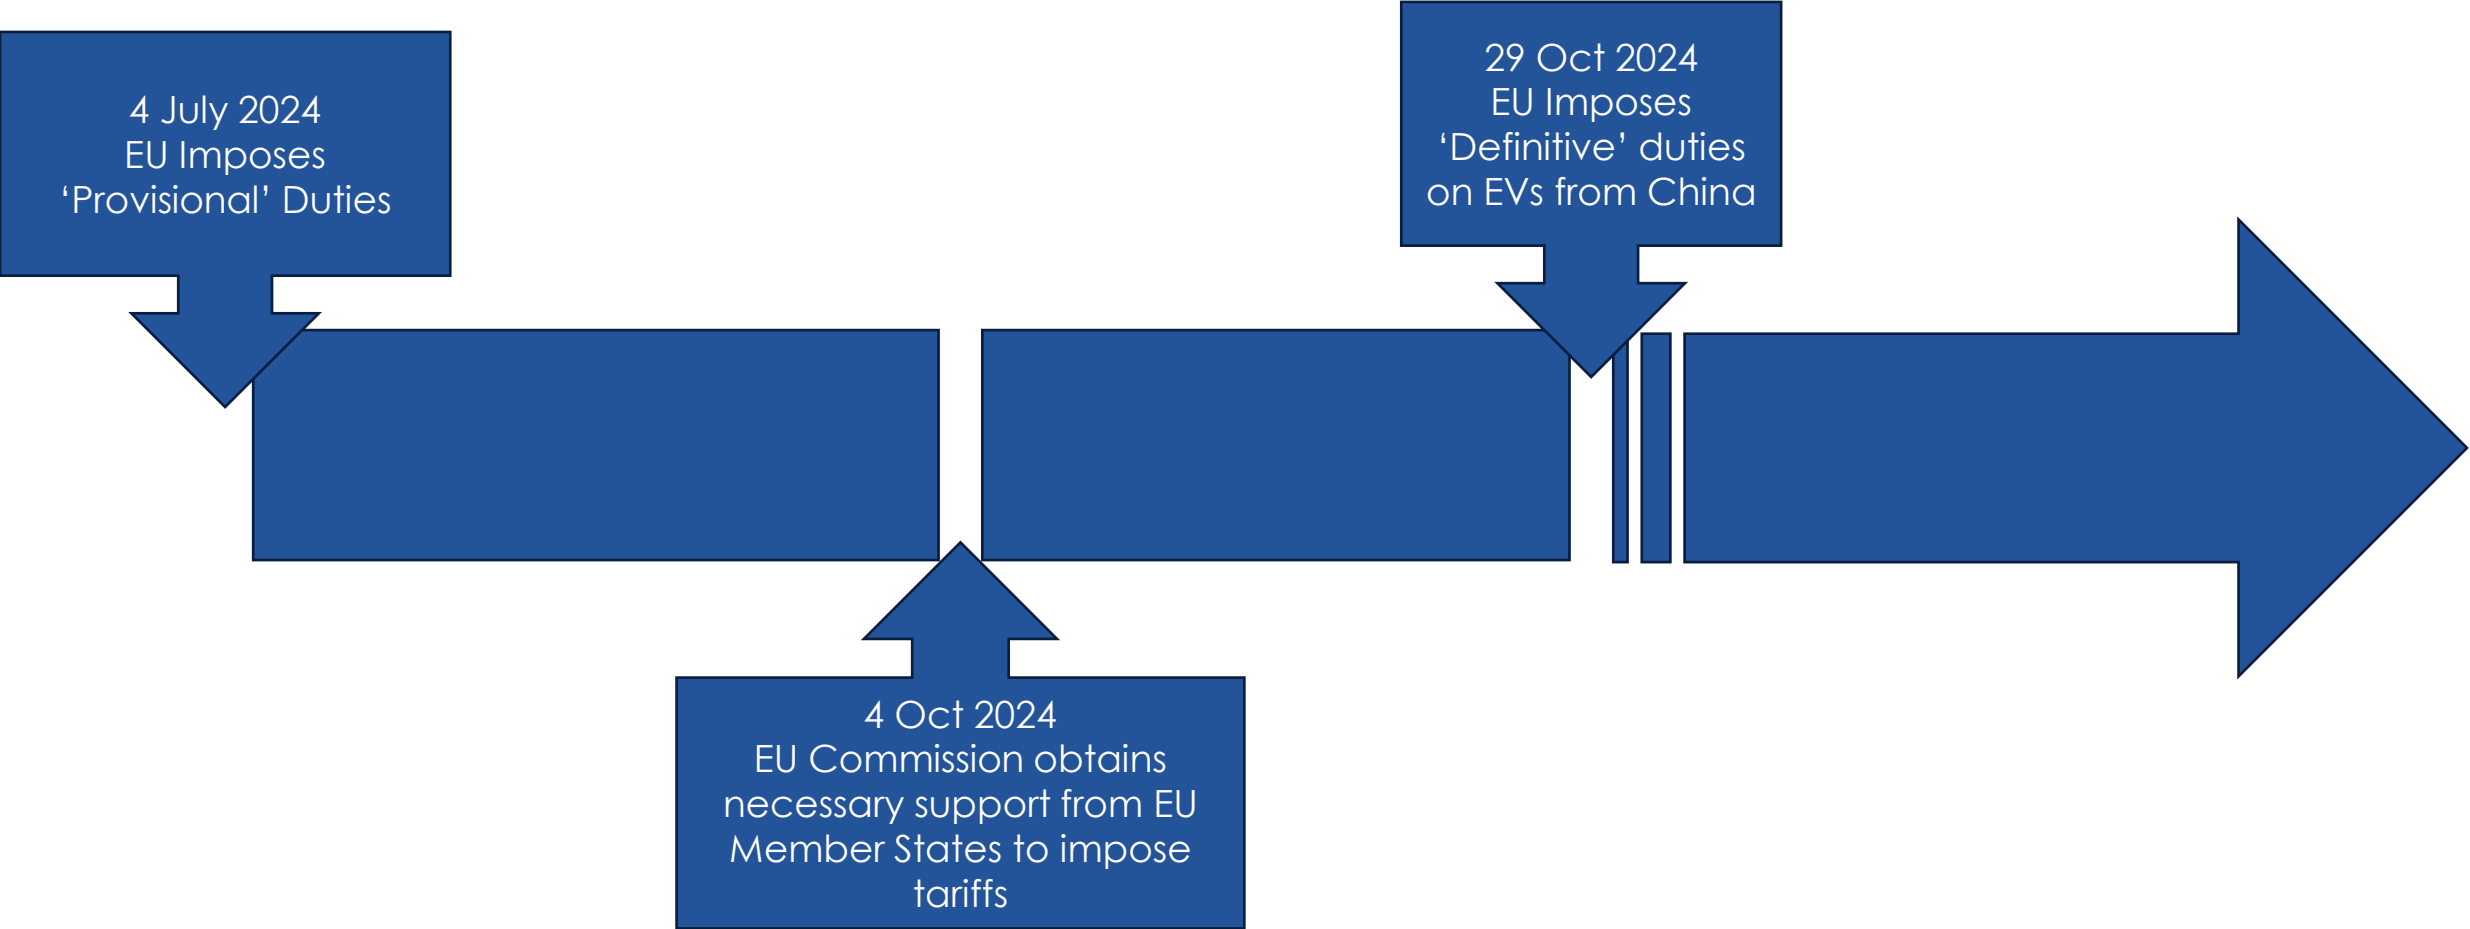 4 July 2024
EU Imposes
‘Provisional’ Duties
29 Oct 2024
EU Imposes
‘Definitive’ duties
on EVs from China
4 Oct 2024
EU Commission obtains
necessary support from EU
Member States to impose
tariffs